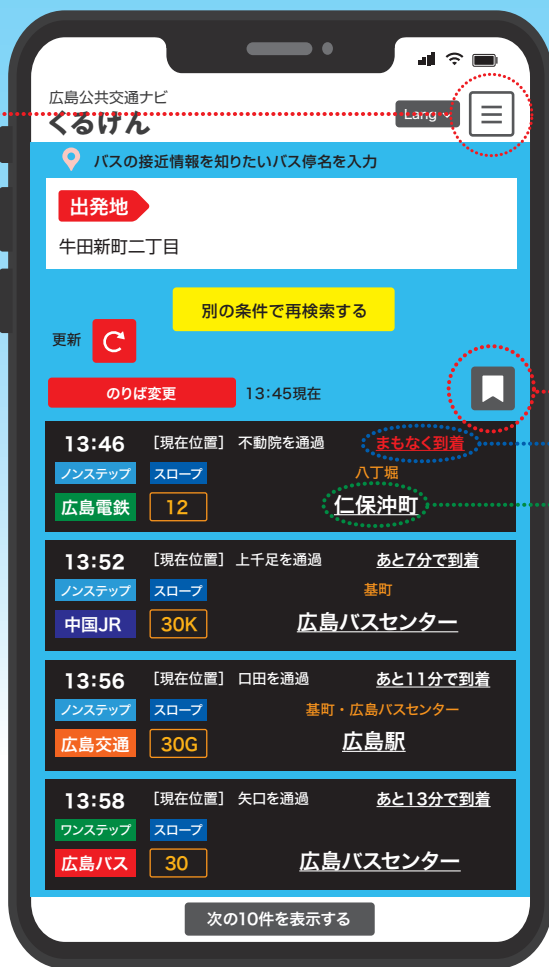 広島公共交通ナビ
くるけん
Lang
バスの接近情報を知りたいバス停名を入力
出発地
牛田新町二丁目
別の条件で再検索する
更新
のりば変更 13:45現在
13:46 [現在位置] 不動院を通過 まもなく到着
ノンステップ スロープ 八丁堀
広島電鉄 12 仁保沖町
13:52 [現在位置] 上千足を通過 あと7分で到着
ノンステップ スロープ 基町
中国JR 30K 広島バスセンター
13:56 [現在位置] 口田を通過 あと11分で到着
ノンステップ スロープ 基町・広島バスセンター
広島交通 30G 広島駅
13:58 [現在位置] 矢口を通過 あと13分で到着
ワンステップ スロープ
広島バス 30 広島バスセンター
次の10件を表示する